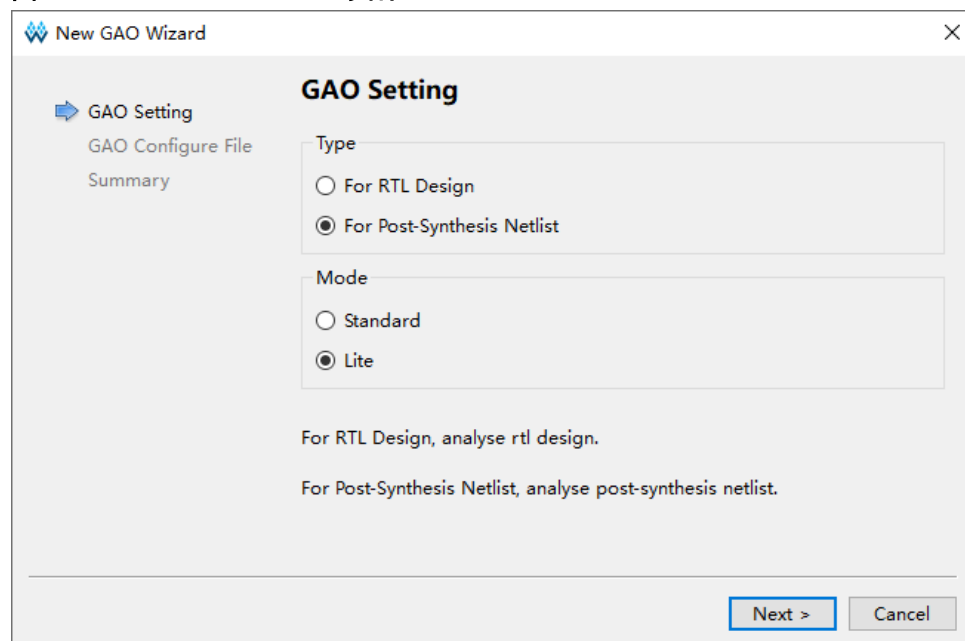 New GAO Wizard
GAO Setting
GAO Configure File
Summary
GAO Setting
Type
For RTL Design
For Post-Synthesis Netlist
Mode
Standard
Lite
For RTL Design, analyse rtl design.
For Post-Synthesis Netlist, analyse post-synthesis netlist.
Next >
Cancel